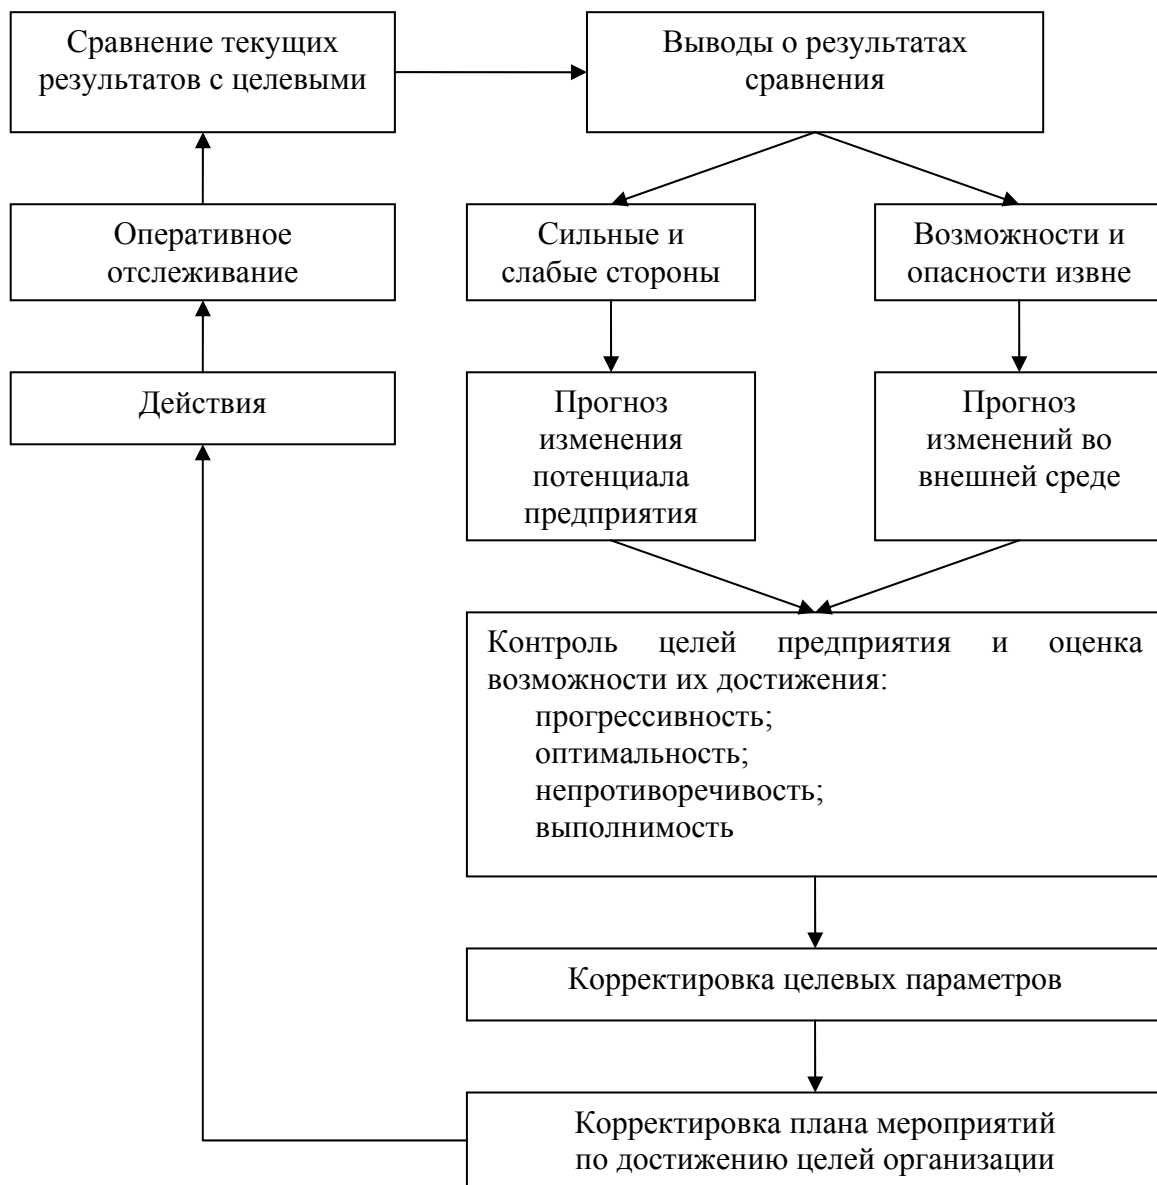 Сравнение текущих
результатов с целевыми
Выводы о результатах
сравнения
Оперативное
отслеживание
Сильные и
слабые стороны
Возможности и
опасности извне
Действия
Прогноз
изменения
потенциала
предприятия
Прогноз
изменений во
внешней среде
Контроль целей предприятия и оценка
возможности их достижения:
прогрессивность;
оптимальность;
непротиворечивость;
выполнимость
Корректировка целевых параметров
Корректировка плана мероприятий
по достижению целей организации